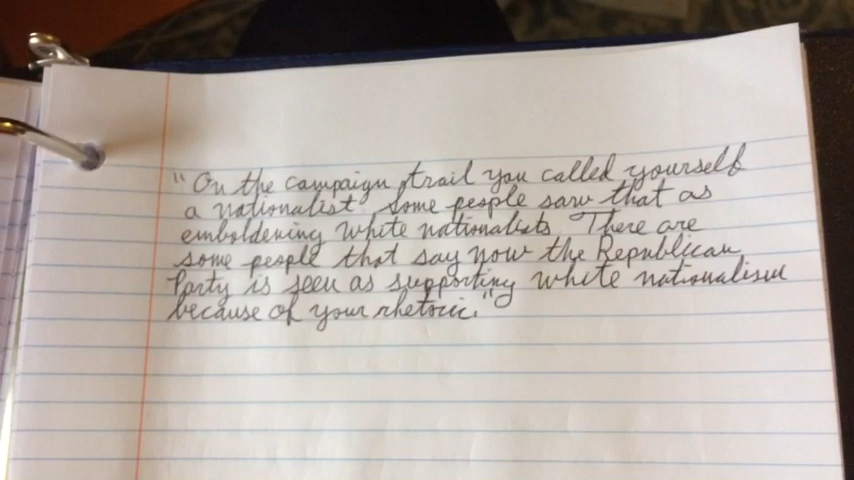 "On the campaign trail you called yourself
a nationalist. Some people saw that as
emboldening white nationalists. There are
some people that say now the Republican
Party is seen as supporting white nationalism
because of your rhetoric."